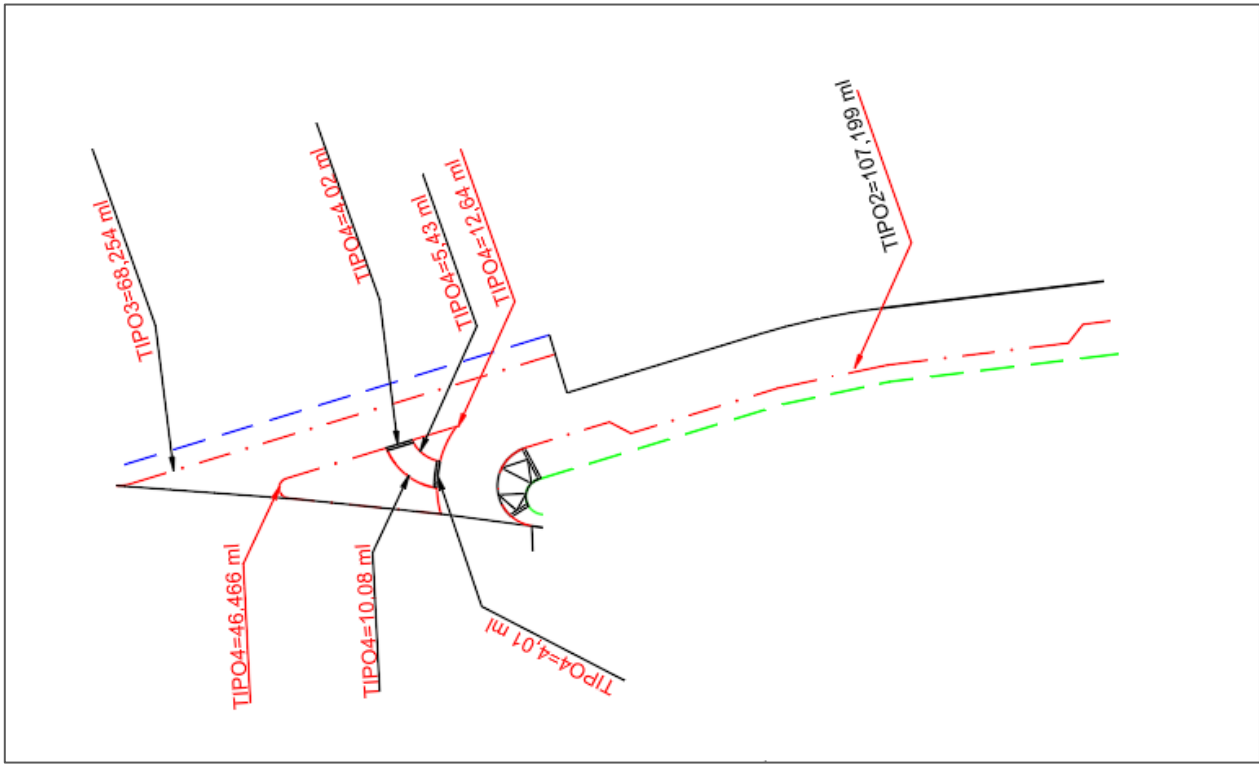 TIPO3=68,254 ml
TIPO4=4,02 ml
TIPO4=5,43 ml
TIPO4=12,64 ml
TIPO2=107,199 ml
TIPO4=46,466 ml
TIPO4=10,08 ml
TIPO4=4,01 ml